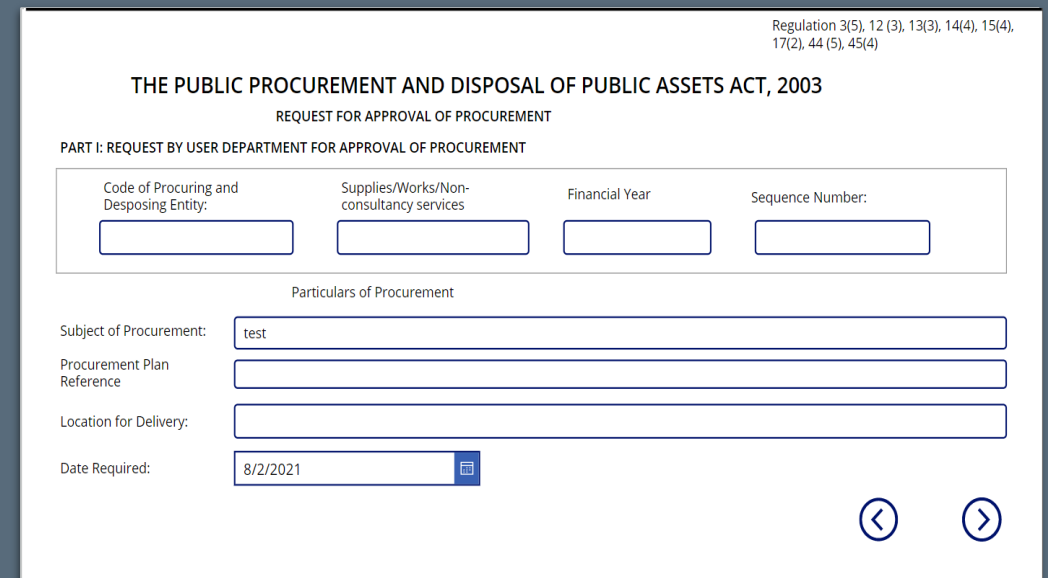 Regulation 3(5), 12 (3), 13(3), 14(4), 15(4),
17(2), 44 (5), 45(4)
THE PUBLIC PROCUREMENT AND DISPOSAL OF PUBLIC ASSETS ACT, 2003
REQUEST FOR APPROVAL OF PROCUREMENT
PART I: REQUEST BY USER DEPARTMENT FOR APPROVAL OF PROCUREMENT
Code of Procuring and
Desposing Entity:
Supplies/Works/Non-
consultancy services
Financial Year
Sequence Number:
Particulars of Procurement
Subject of Procurement:
test
Procurement Plan
Reference
Location for Delivery:
Date Required:
8/2/2021